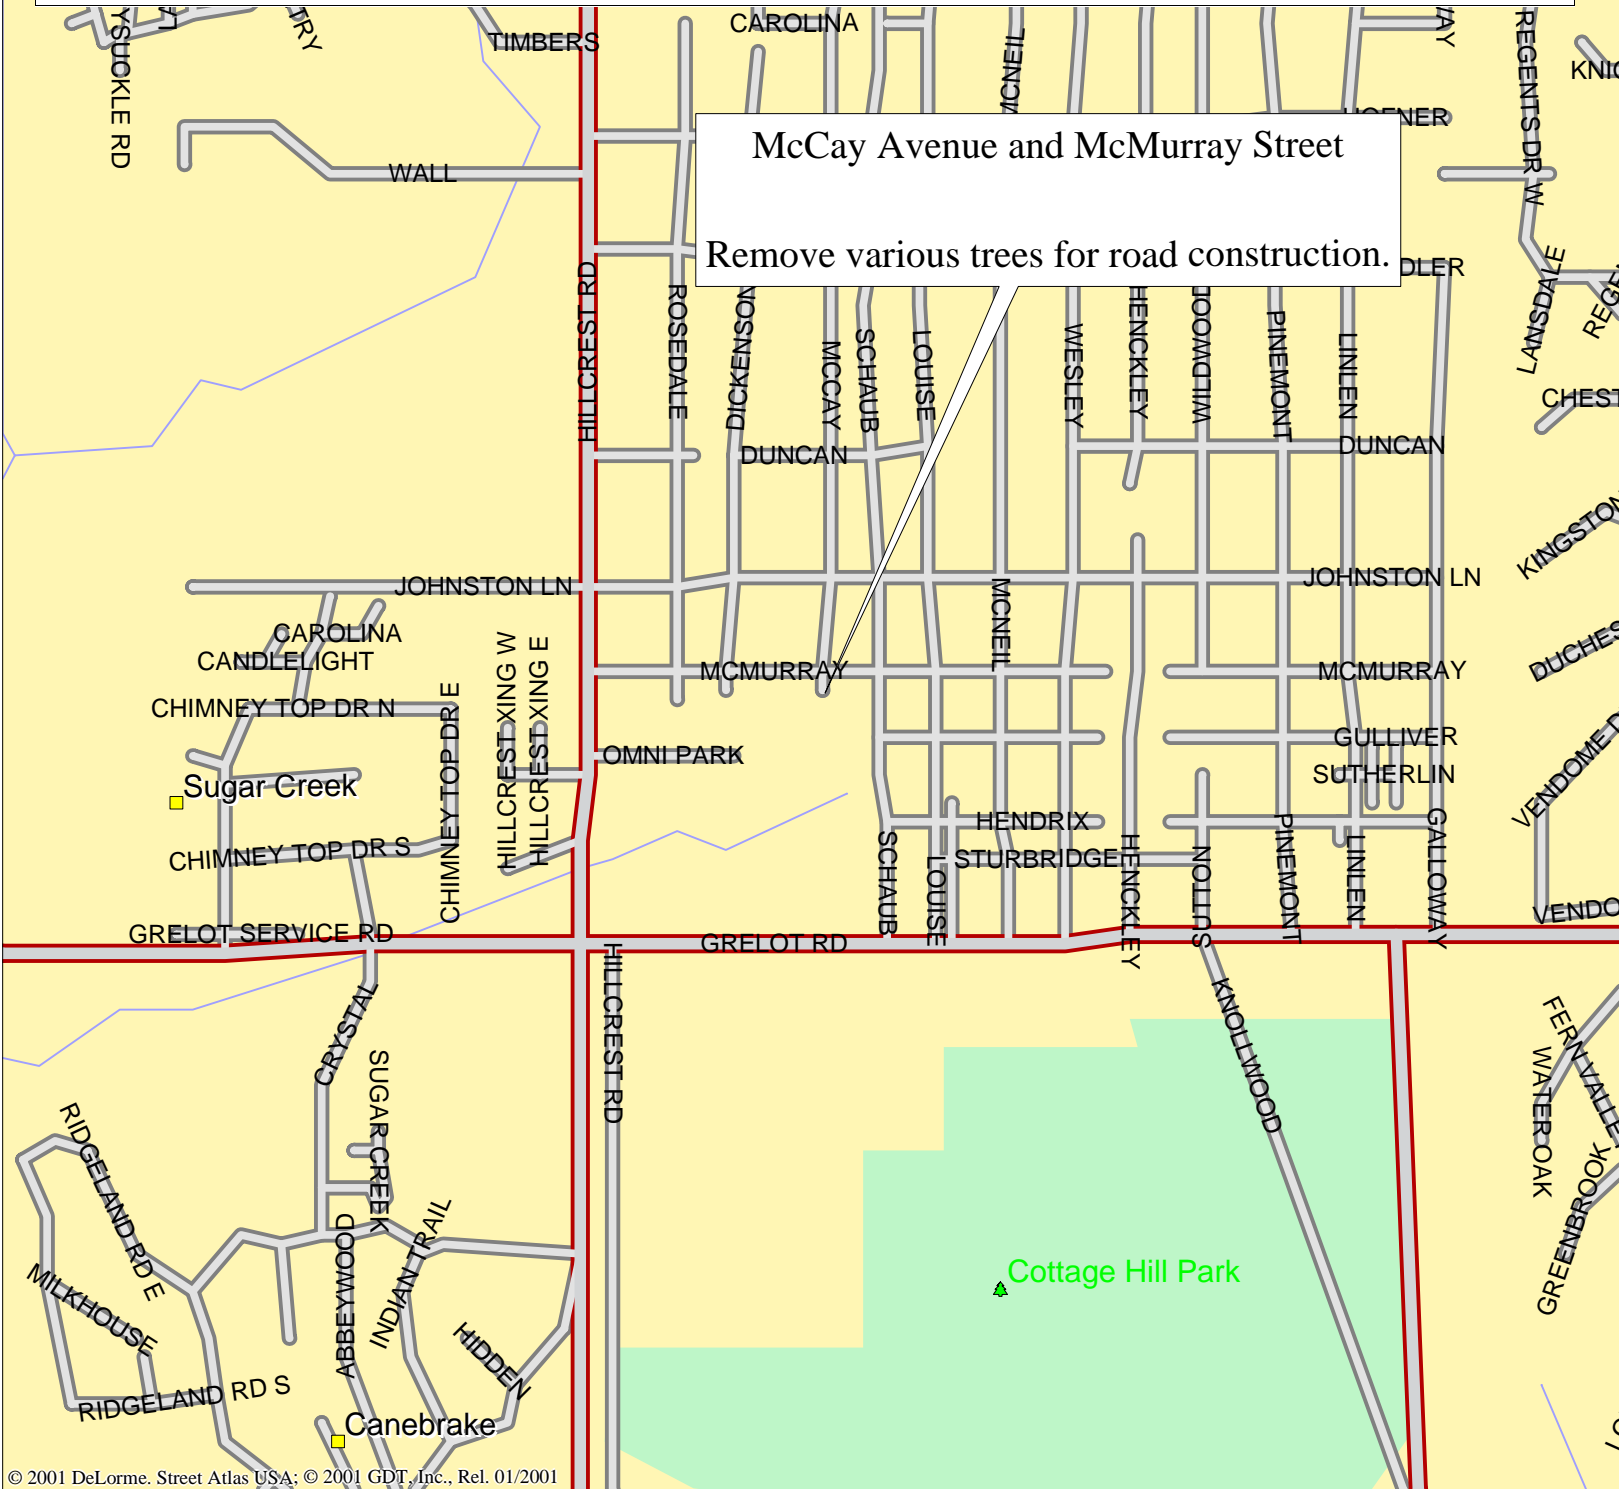 TIMBERS
CAROLINA
MCNEIL
REGENTS DR W
WALL
McCay Avenue and McMurray Street
Remove various trees for road construction.
HILLCREST RD
ROSEDALE
MCCAY
SCHAUB
LOUISE
WESLEY
HENCKLEY
WILDWOOD
PINEMONT
LINLEN
LANSDALE
DUNCAN
DUNCAN
JOHNSTON LN
JOHNSTON LN
CAROLINA
CANDLELIGHT
CHIMNEY TOP DR N
CHIMNEY TOP DR E
HILLCREST XING W
HILLCREST XING E
MCMURRAY
MCNEIL
MCMURRAY
OMNI PARK
GULLIVER
SUTHERLIN
Sugar Creek
CHIMNEY TOP DR S
HENDRIX
STURBRIDGE
SCHAUB
LOUISE
HENCKLEY
SUTTON
PINEMONT
LINLEN
GALLOWAY
GRELOT SERVICE RD
GRELOT RD
HILLCREST RD
KNOLLWOOD
CRYSTAL
SUGAR CREEK
WATEROAK
GREENBROOK
RIDGELAND RD E
MILKHOUSE
ABBEYWOOD
INDIAN TRAIL
HIDDEN
RIDGELAND RD S
Cottage Hill Park
Canebrake
© 2001 DeLorme. Street Atlas USA; © 2001 GDT, Inc., Rel. 01/2001